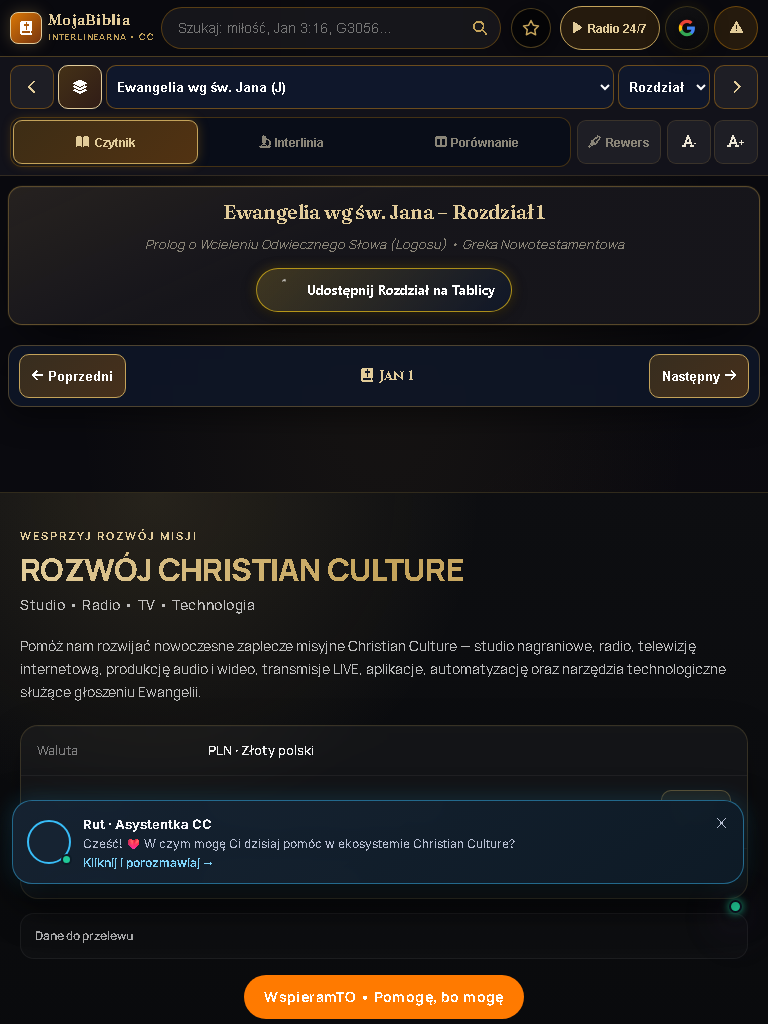 MojaBiblia
INTERLINEARNA • CC
Szukaj: miłość, Jan 3:16, G3056...
Radio 24/7
Ewangelia wg św. Jana (J)
Rozdział
Czytnik
Interlinia
Porównanie
Rewers
A-
A+
Ewangelia wg św. Jana – Rozdział 1
Prolog o Wcieleniu Odwiecznego Słowa (Logosu) • Greka Nowotestamentowa
Udostępnij Rozdział na Tablicy
← Poprzedni
JAN 1
Następny →
WESPRZYJ ROZWÓJ MISJI
ROZWÓJ CHRISTIAN CULTURE
Studio • Radio • TV • Technologia
Pomóż nam rozwijać nowoczesne zaplecze misyjne Christian Culture — studio nagraniowe, radio, telewizję
internetową, produkcję audio i wideo, transmisje LIVE, aplikacje, automatyzację oraz narzędzia technologiczne
służące głoszeniu Ewangelii.
Waluta
PLN · Złoty polski
Rut · Asystentka CC
Cześć! ❤️ W czym mogę Ci dzisiaj pomóc w ekosystemie Christian Culture?
Kliknij i porozmawiaj →
Dane do przelewu
WspieramTO • Pomogę, bo mogę